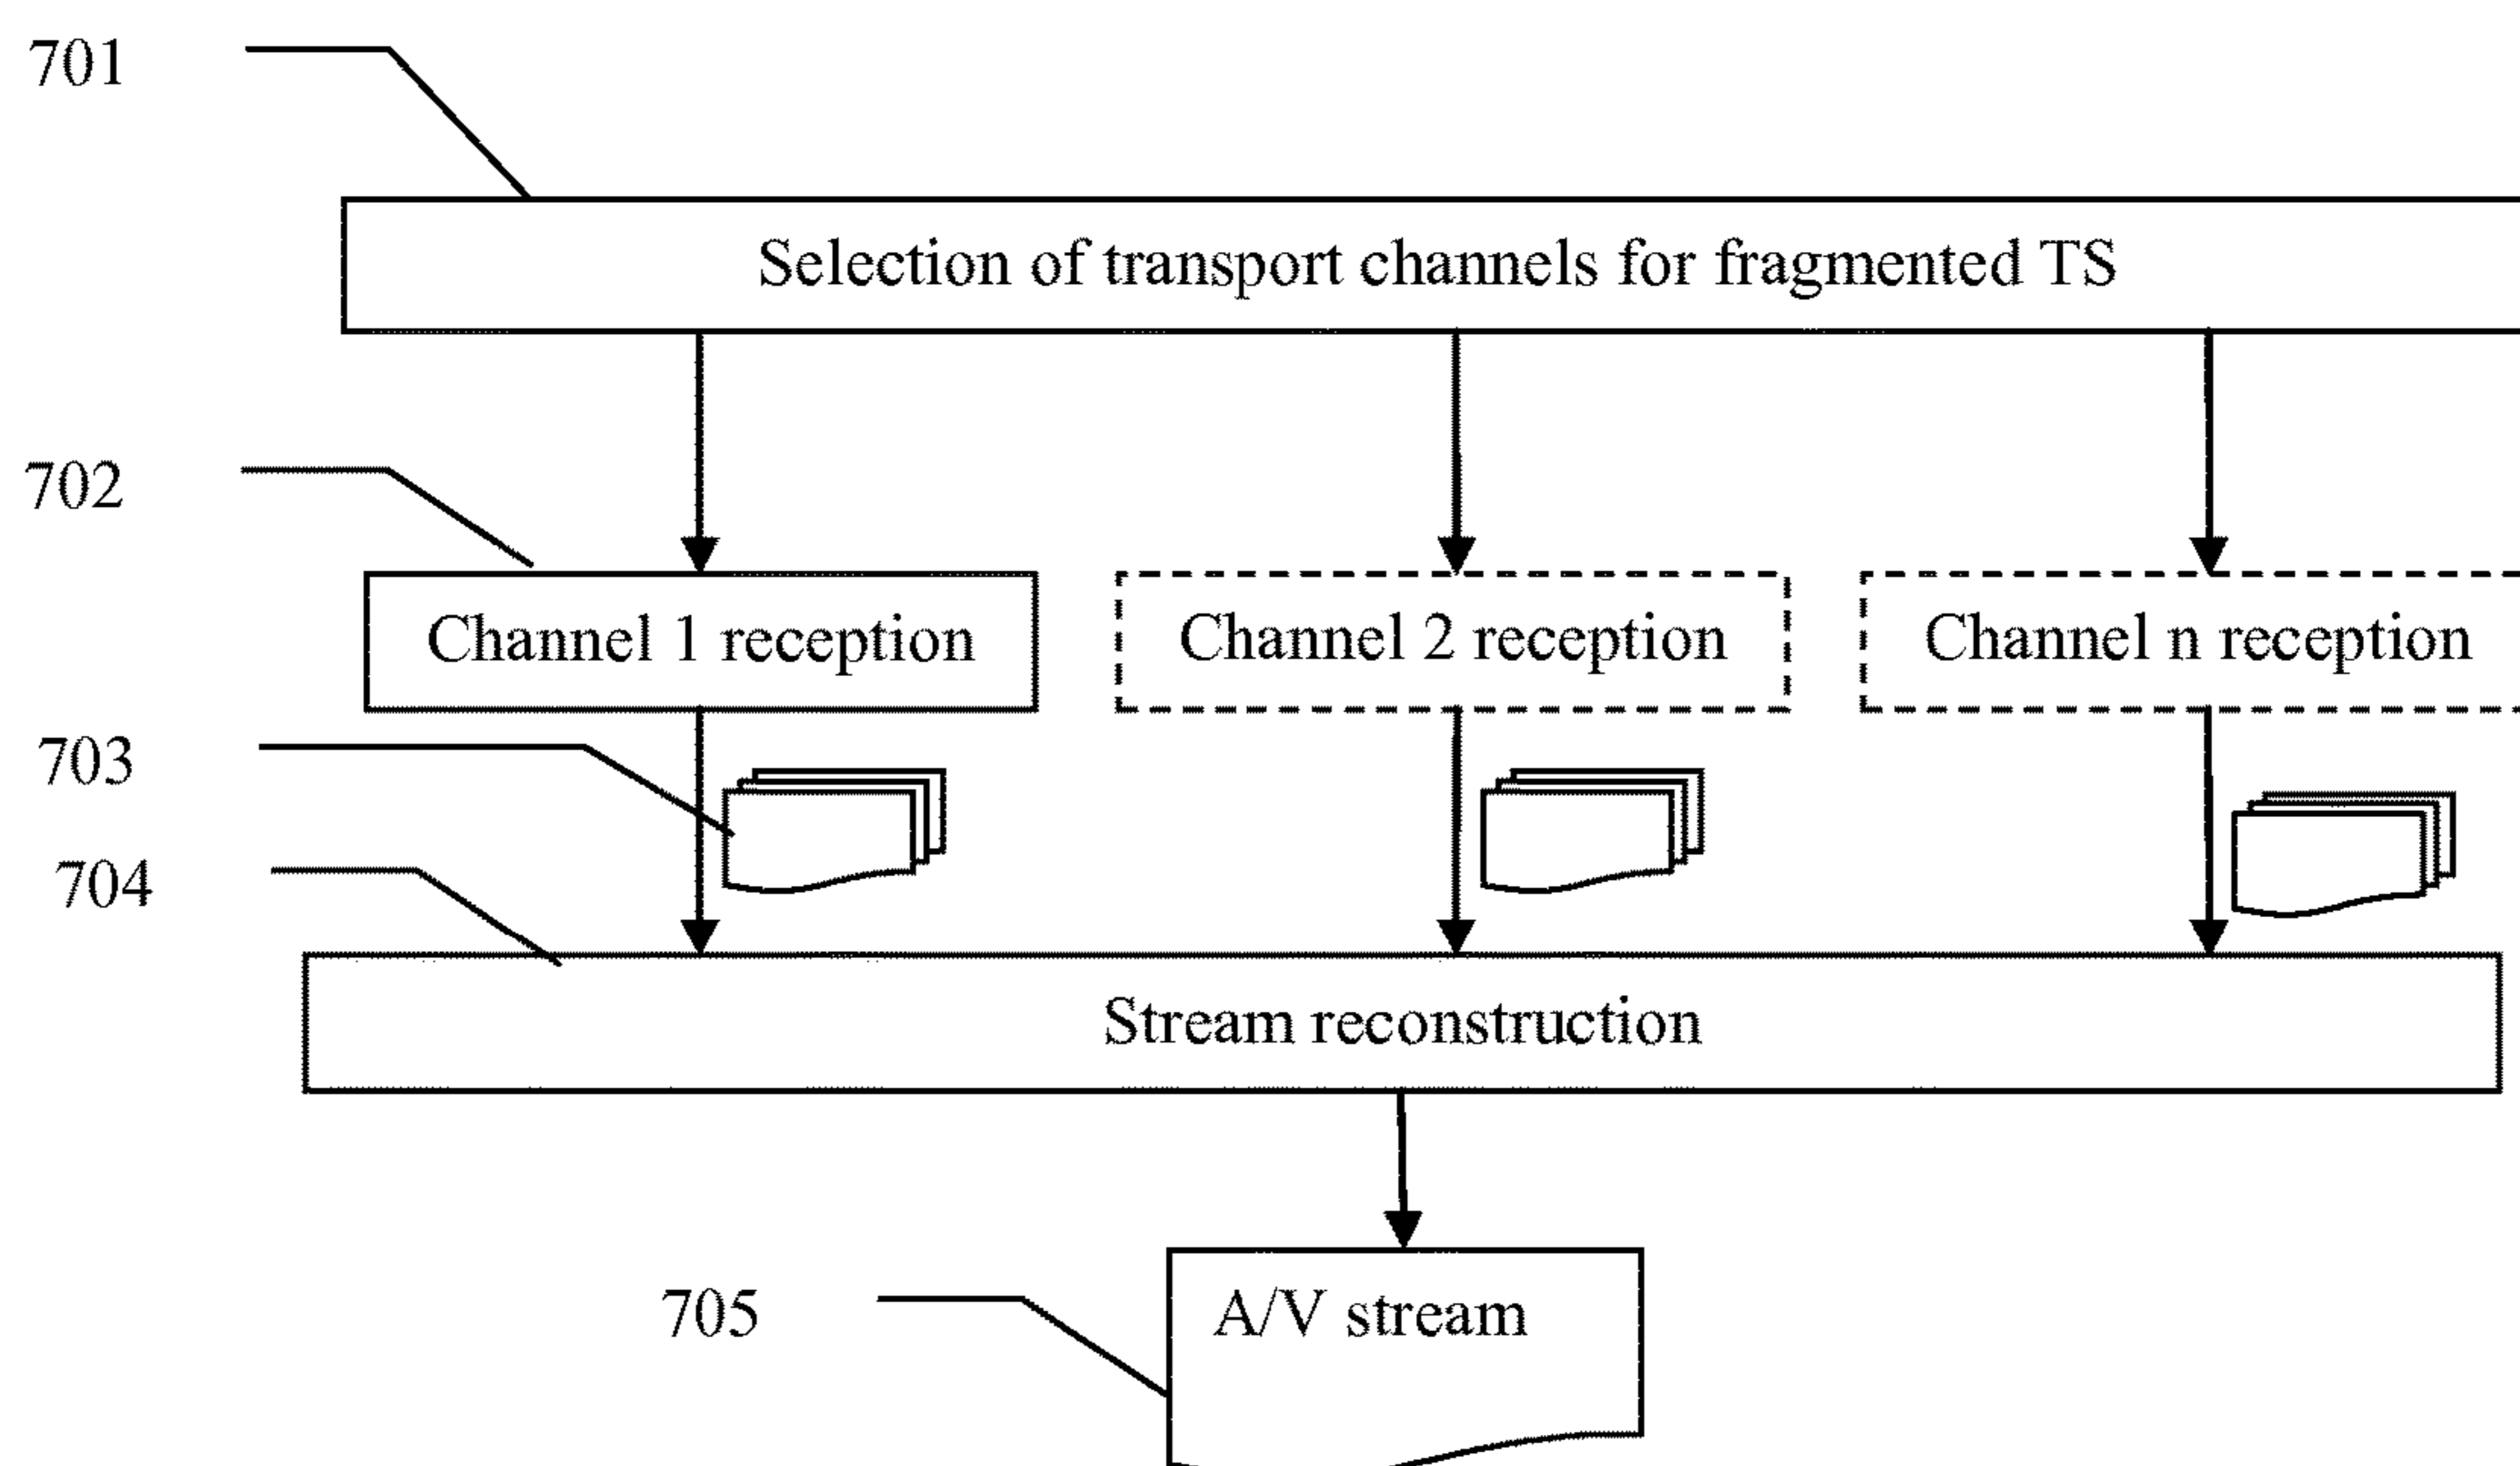 701
Selection of transport channels for fragmented TS
702
Channel 1 reception
Channel 2 reception
Channel n reception
703
704
Stream reconstruction
705
A/V stream